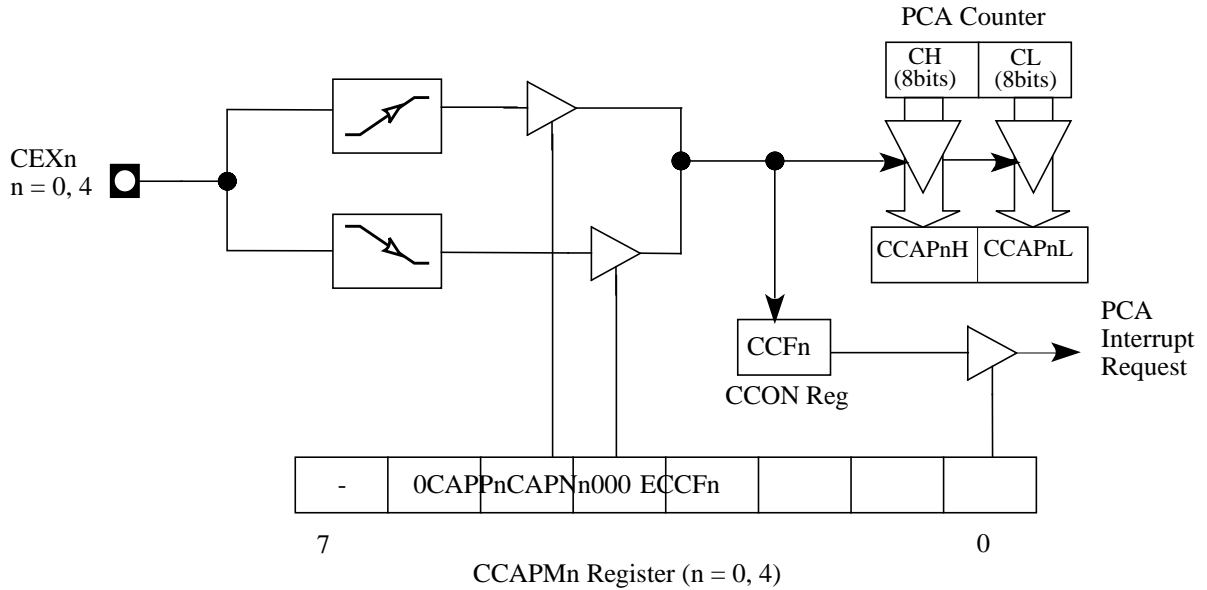 PCA Counter
CH
(8bits)
CL
(8bits)
CEXn
n = 0, 4
CCAPnH
CCAPnL
PCA
Interrupt
Request
CCFn
CCON Reg
- 0CAPPnCAPNn000 ECCFn
7 0
CCAPMn Register (n = 0, 4)